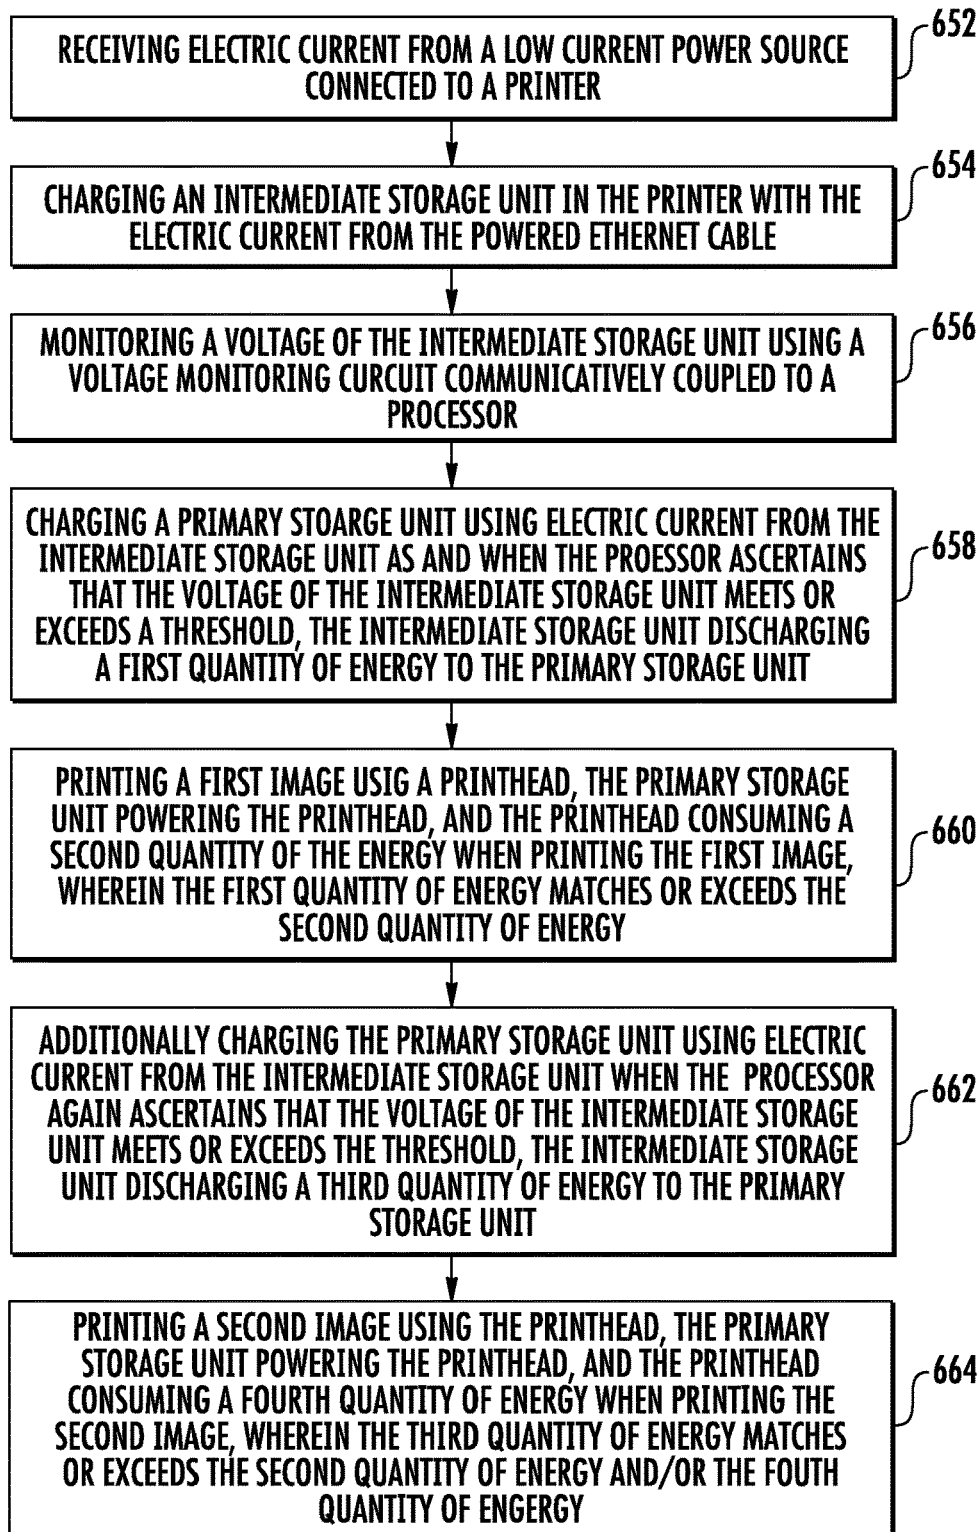 RECEIVING ELECTRIC CURRENT FROM A LOW CURRENT POWER SOURCE
CONNECTED TO A PRINTER
652
CHARGING AN INTERMEDIATE STORAGE UNIT IN THE PRINTER WITH THE
ELECTRIC CURRENT FROM THE POWERED ETHERNET CABLE
654
MONITORING A VOLTAGE OF THE INTERMEDIATE STORAGE UNIT USING A
VOLTAGE MONITORING CURCUIT COMMUNICATIVELY COUPLED TO A
PROCESSOR
656
CHARGING A PRIMARY STOARGE UNIT USING ELECTRIC CURRENT FROM THE
INTERMEDIATE STORAGE UNIT AS AND WHEN THE PROESSOR ASCERTAINS
THAT THE VOLTAGE OF THE INTERMEDIATE STORAGE UNIT MEETS OR
EXCEEDS A THRESHOLD, THE INTERMEDIATE STORAGE UNIT DISCHARGING
A FIRST QUANTITY OF ENERGY TO THE PRIMARY STORAGE UNIT
658
PRINTING A FIRST IMAGE USIG A PRINTHEAD, THE PRIMARY STORAGE
UNIT POWERING THE PRINTHEAD, AND THE PRINTHEAD CONSUMING A
SECOND QUANTITY OF THE ENERGY WHEN PRINTING THE FIRST IMAGE,
WHEREIN THE FIRST QUANTITY OF ENERGY MATCHES OR EXCEEDS THE
SECOND QUANTITY OF ENERGY
660
ADDITIONALLY CHARGING THE PRIMARY STORAGE UNIT USING ELECTRIC
CURRENT FROM THE INTERMEDIATE STORAGE UNIT WHEN THE PROCESSOR
AGAIN ASCERTAINS THAT THE VOLTAGE OF THE INTERMEDIATE STORAGE
UNIT MEETS OR EXCEEDS THE THRESHOLD, THE INTERMEDIATE STORAGE
UNIT DISCHARGING A THIRD QUANTITY OF ENERGY TO THE PRIMARY
STORAGE UNIT
662
PRINTING A SECOND IMAGE USING THE PRINTHEAD, THE PRIMARY
STORAGE UNIT POWERING THE PRINTHEAD, AND THE PRINTHEAD
CONSUMING A FOURTH QUANTITY OF ENERGY WHEN PRINTING THE
SECOND IMAGE, WHEREIN THE THIRD QUANTITY OF ENERGY MATCHES
OR EXCEEDS THE SECOND QUANTITY OF ENERGY AND/OR THE FOUTH
QUANTITY OF ENGERGY
664